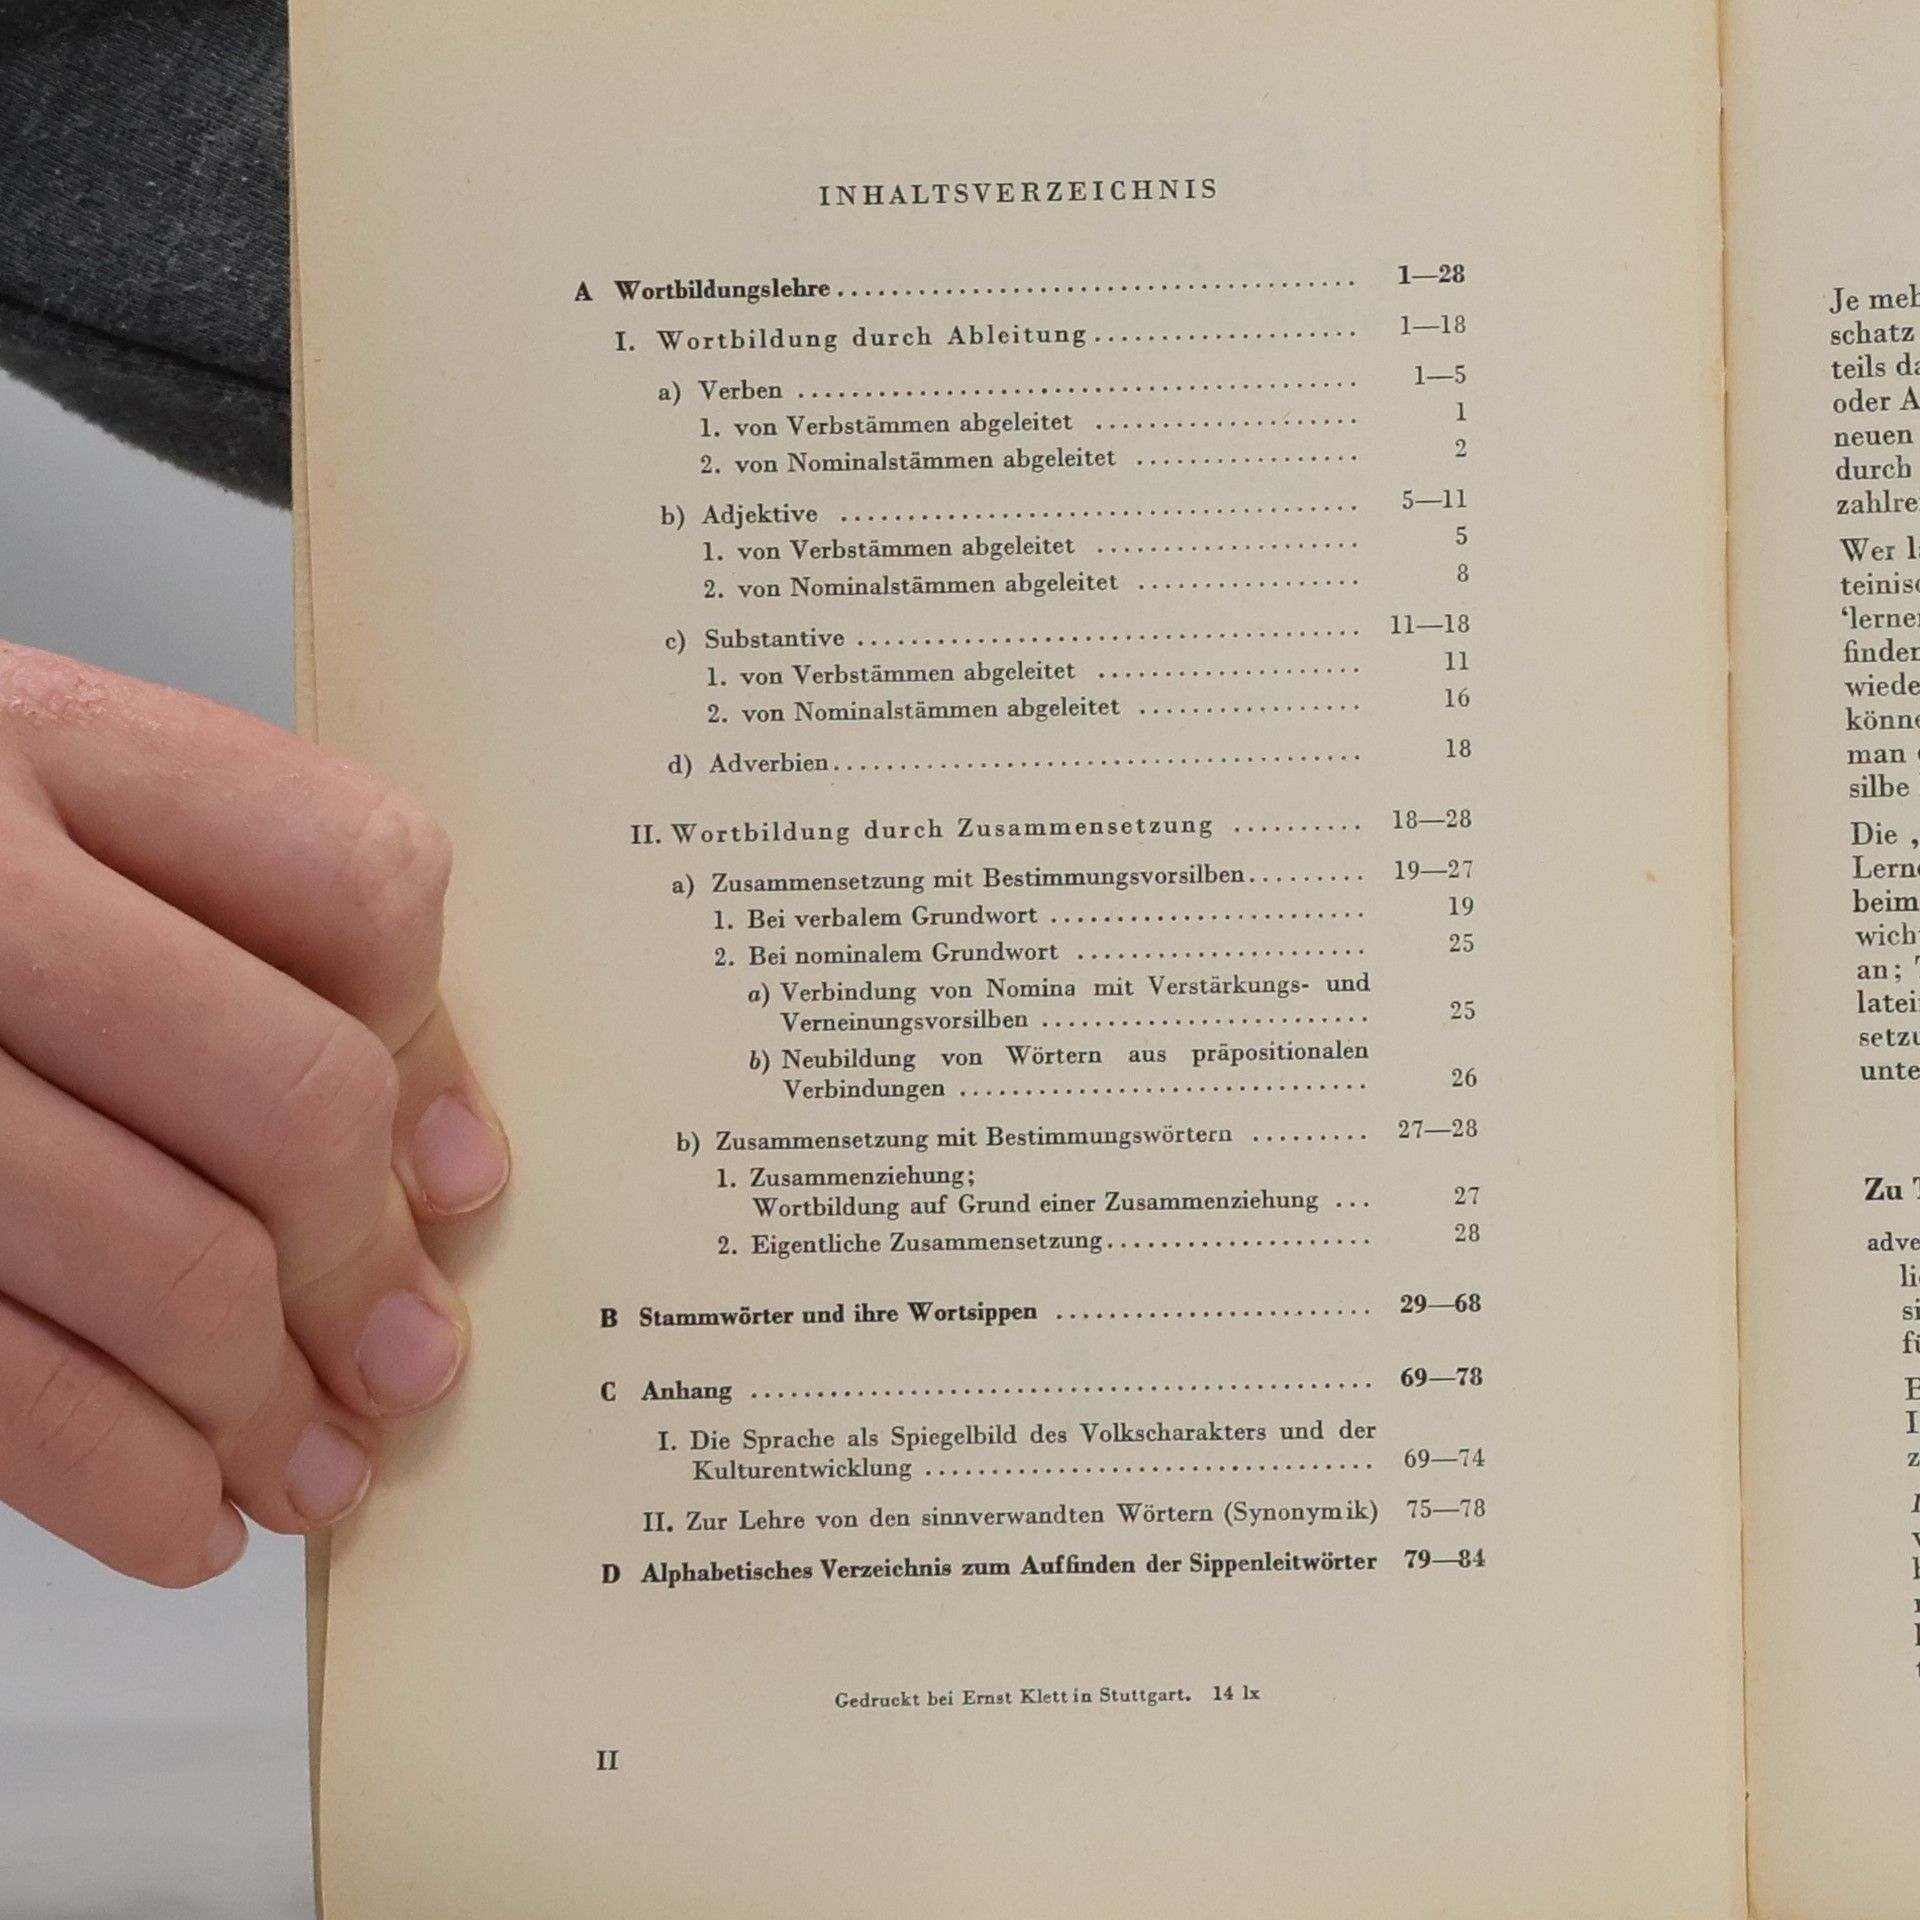 INHALTSVERZEICHNIS
A Wortbildungslehre ........ 1—28
I. Wortbildung durch Ableitung ........ 1—18
a) Verben ........ 1—5
1. von Verbstämmen abgeleitet ........ 1
2. von Nominalstämmen abgeleitet ........ 2
b) Adjektive ........ 5—11
1. von Verbstämmen abgeleitet ........ 5
2. von Nominalstämmen abgeleitet ........ 8
c) Substantive ........ 11—18
1. von Verbstämmen abgeleitet ........ 11
2. von Nominalstämmen abgeleitet ........ 16
d) Adverbien ........ 18
II. Wortbildung durch Zusammensetzung ........ 18—28
a) Zusammensetzung mit Bestimmungsvorsilben ........ 19—27
1. Bei verbalem Grundwort ........ 19
2. Bei nominalem Grundwort ........ 25
a) Verbindung von Nomina mit Verstärkungs- und
Verneinungsvorsilben ........ 25
b) Neubildung von Wörtern aus präpositionalen
Verbindungen ........ 26
b) Zusammensetzung mit Bestimmungswörtern ........ 27—28
1. Zusammenziehung;
Wortbildung auf Grund einer Zusammenziehung ... 27
2. Eigentliche Zusammensetzung ........ 28
B Stammwörter und ihre Wortsippen ........ 29—68
C Anhang ........ 69—78
I. Die Sprache als Spiegelbild des Volkscharakters und der
Kulturentwicklung ........ 69—74
II. Zur Lehre von den sinnverwandten Wörtern (Synonymik) 75—78
D Alphabetisches Verzeichnis zum Auffinden der Sippenleitwörter 79—84
Gedruckt bei Ernst Klett in Stuttgart. 14 lx
II
Je
schatz
teils
oder
neuen
durch
Wer
man
silbe
Die
beim
an;
Zu